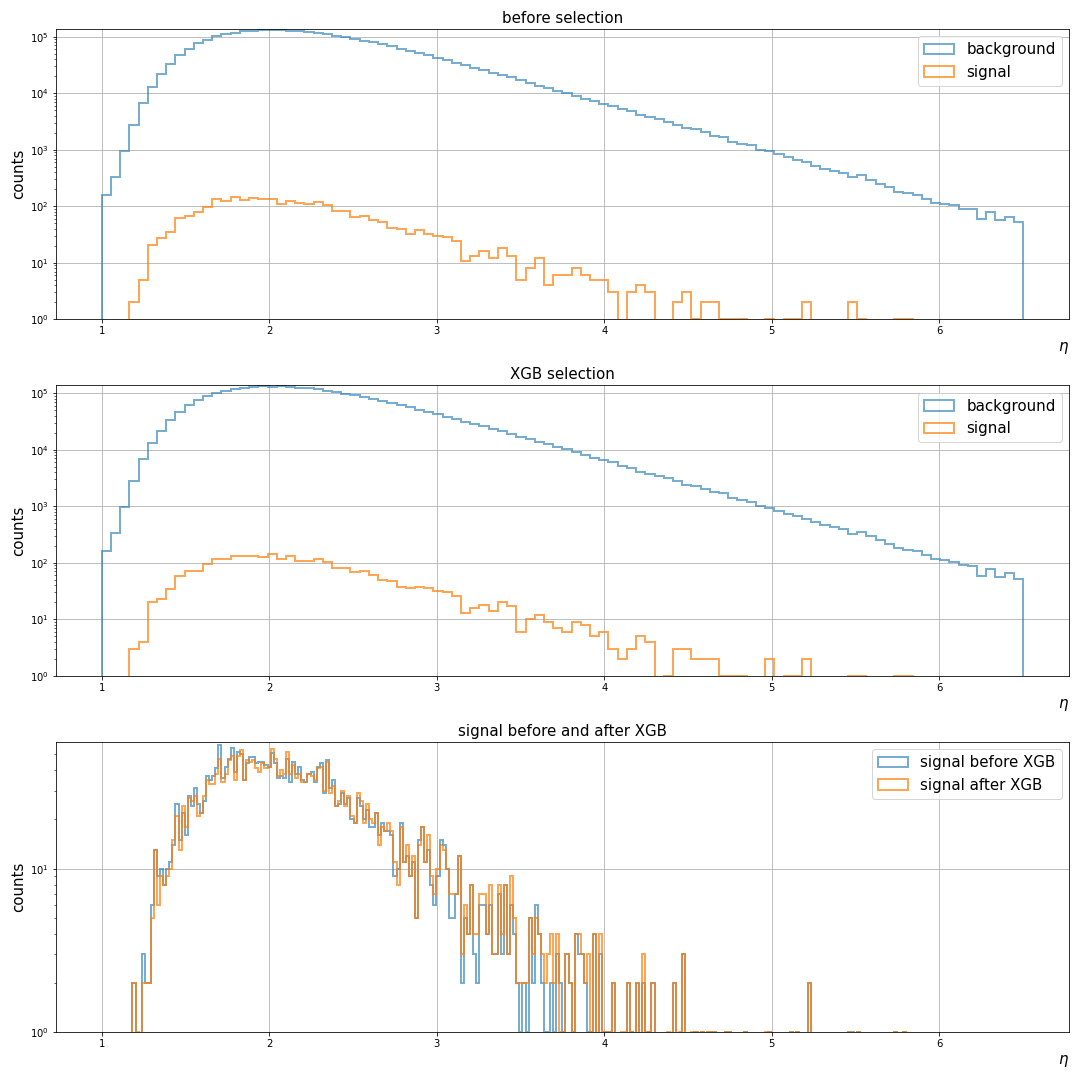 before selection
10⁵
10⁴
10³
10²
10¹
10⁰
counts
background
signal
1 2 3 4 5 6
η
XGB selection
10⁵
10⁴
10³
10²
10¹
10⁰
counts
background
signal
1 2 3 4 5 6
η
signal before and after XGB
10¹
10⁰
counts
signal before XGB
signal after XGB
1 2 3 4 5 6
η